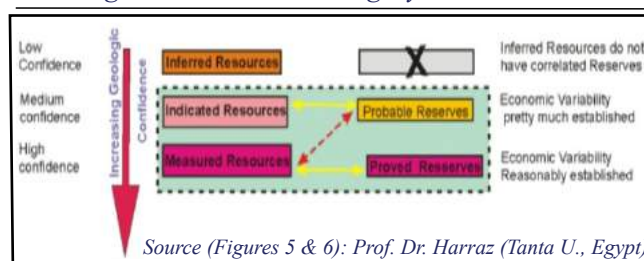 Low
Confidence
Inferred Resources
X
Inferred Resources do not
have correlated Reserves
Medium
confidence
Indicated Resources
Probable Reserves
Economic Variability
pretty much established
High
confidence
Measured Resources
Proved Resserves
Economic Variability
Reasonably established
Increasing Geologic
Confidence
Source (Figures 5 & 6): Prof. Dr. Harraz (Tanta U., Egypt)